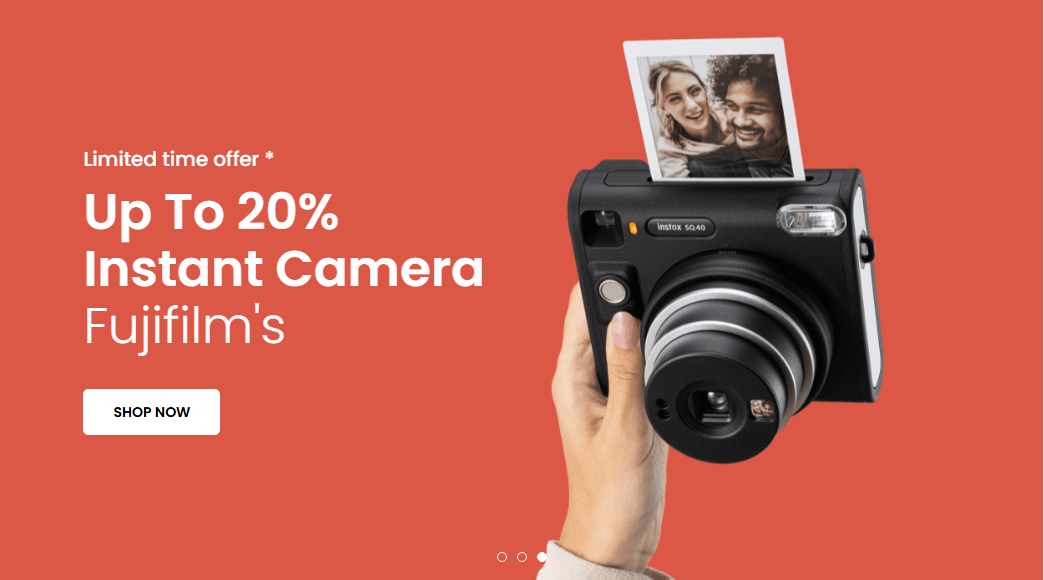 Limited time offer *
Up To 20%
Instant Camera
Fujifilm's
SHOP NOW
instax SQ40